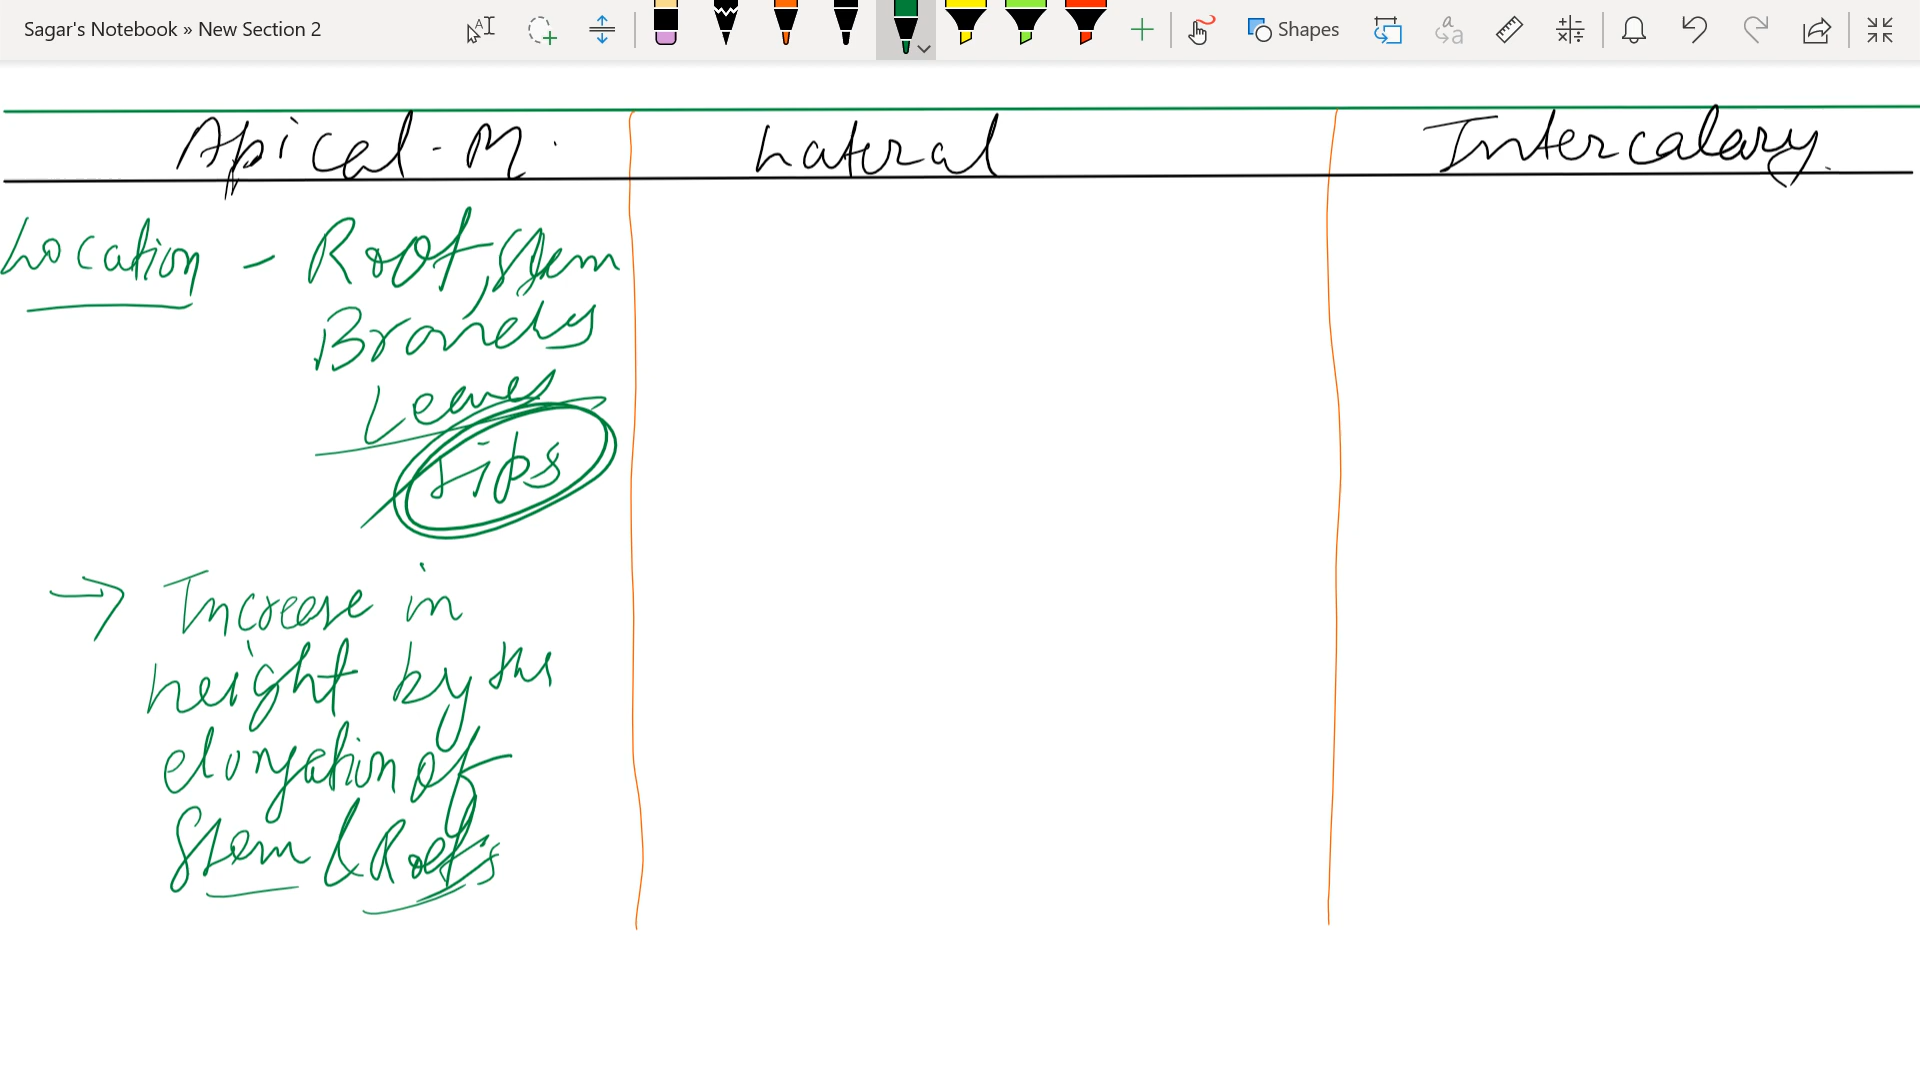 Sagar's Notebook » New Section 2
Shapes
Apical - M. Lateral Intercalary.
Location - Root, Stem
Branches
Leaves
tips
→ Increase in
height by the
elongation of
Stem & Roots